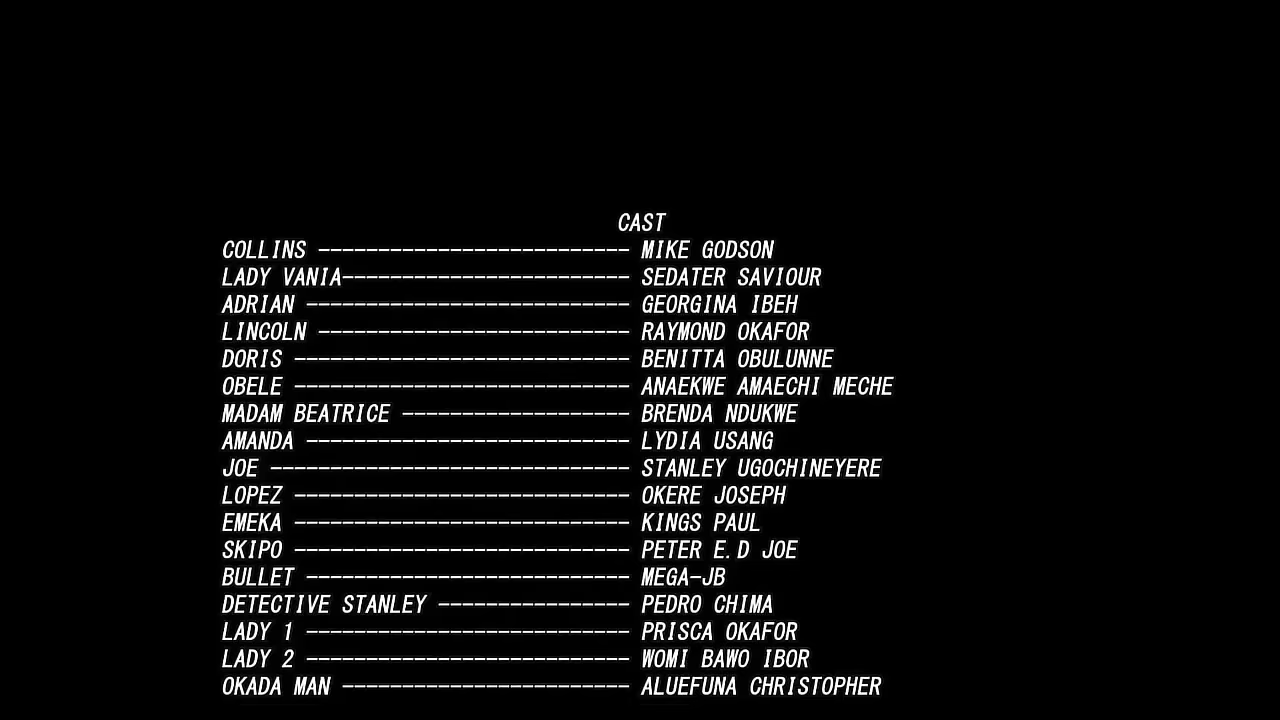 CAST
COLLINS -------------------------- MIKE GODSON
LADY VANIA------------------------ SEDATER SAVIOUR
ADRIAN --------------------------- GEORGINA IBEH
LINCOLN -------------------------- RAYMOND OKAFOR
DORIS ---------------------------- BENITTA OBULUNNE
OBELE ---------------------------- ANAEKWE AMAECHI MECHE
MADAM BEATRICE ------------------- BRENDA NDUKWE
AMANDA --------------------------- LYDIA USANG
JOE ------------------------------ STANLEY UGOCHINEYERE
LOPEZ ---------------------------- OKERE JOSEPH
EMEKA ---------------------------- KINGS PAUL
SKIPO ---------------------------- PETER E.D JOE
BULLET --------------------------- MEGA-JB
DETECTIVE STANLEY ---------------- PEDRO CHIMA
LADY 1 --------------------------- PRISCA OKAFOR
LADY 2 --------------------------- WOMI BAWO IBOR
OKADA MAN ------------------------ ALUEFUNA CHRISTOPHER